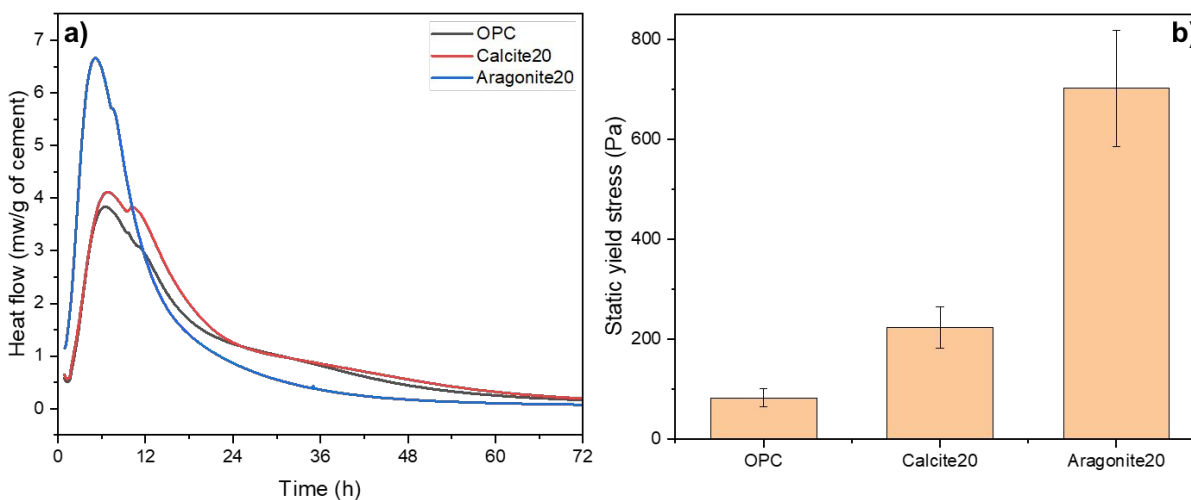 a)
OPC
Calcite20
Aragonite20
Heat flow (mw/g of cement)
7
6
5
4
3
2
1
0
0 12 24 36 48 60 72
Time (h)
b)
Static yield stress (Pa)
800
600
400
200
0
OPC Calcite20 Aragonite20